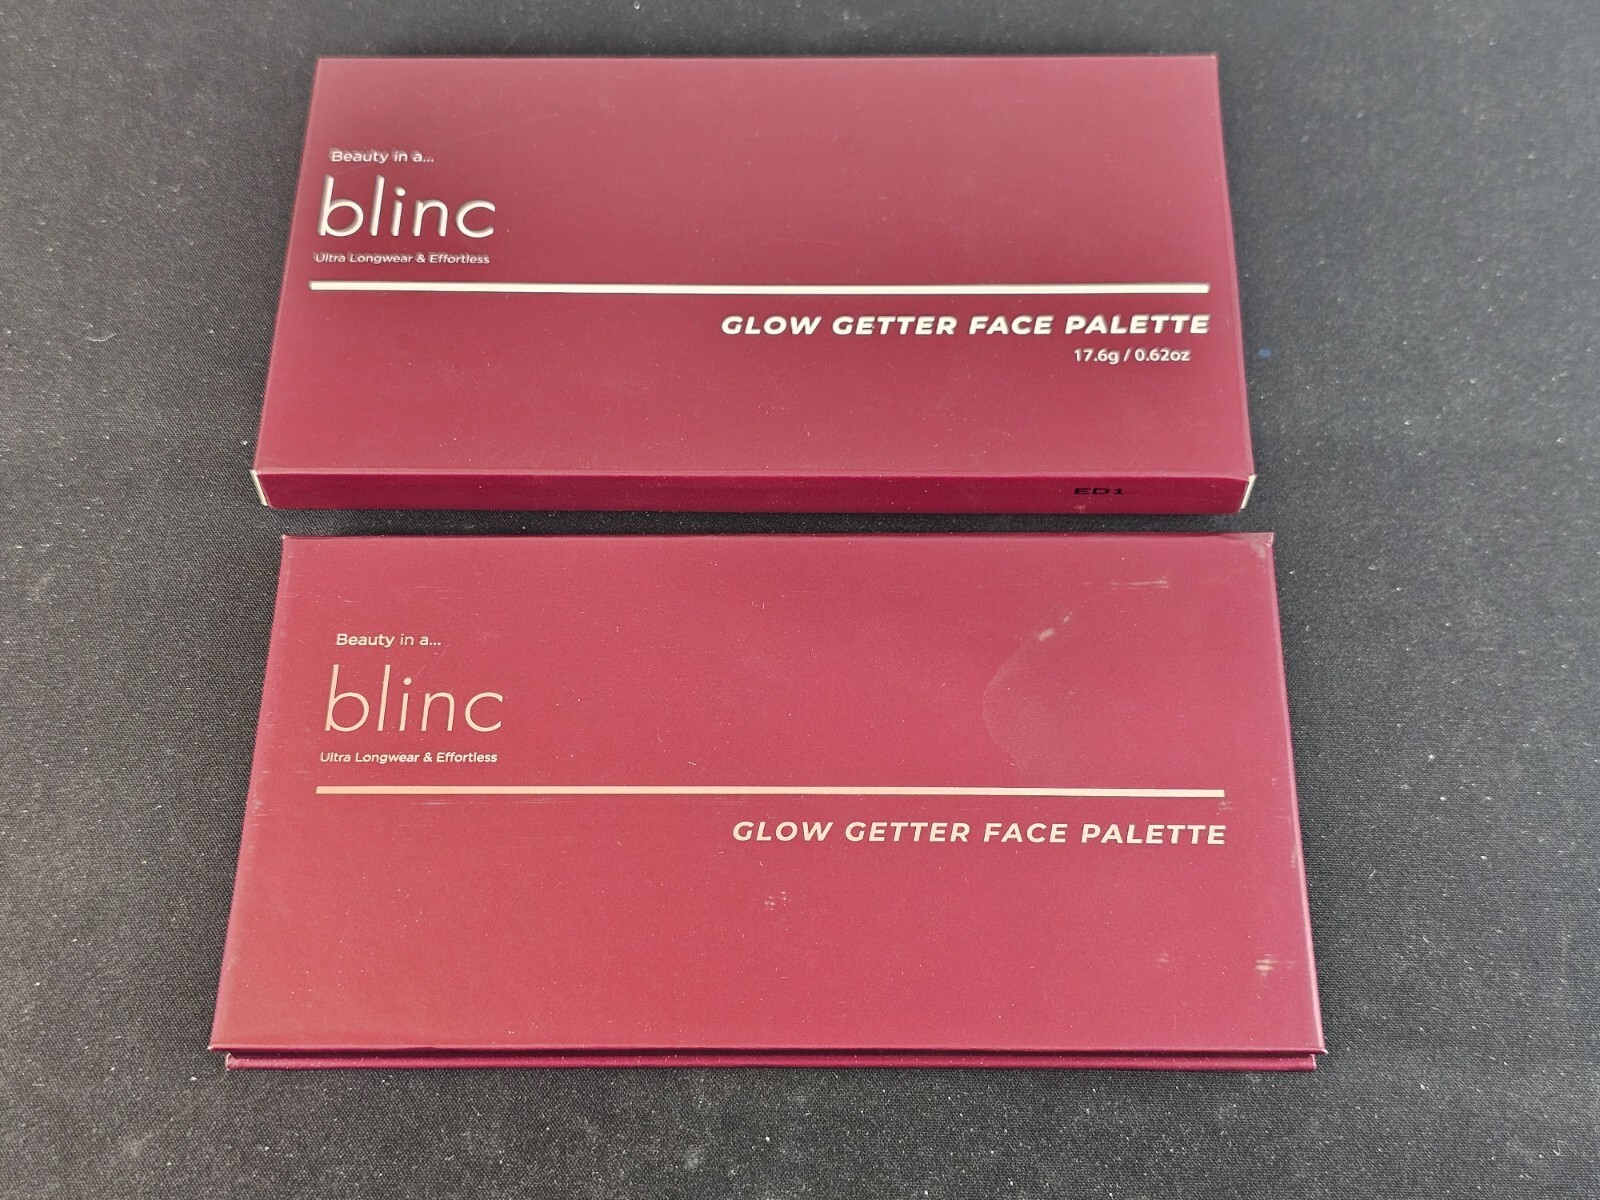 Beauty in a...
blinc
Ultra Longwear & Effortless
GLOW GETTER FACE PALETTE
17.6g / 0.62oz
ED1
Beauty in a...
blinc
Ultra Longwear & Effortless
GLOW GETTER FACE PALETTE